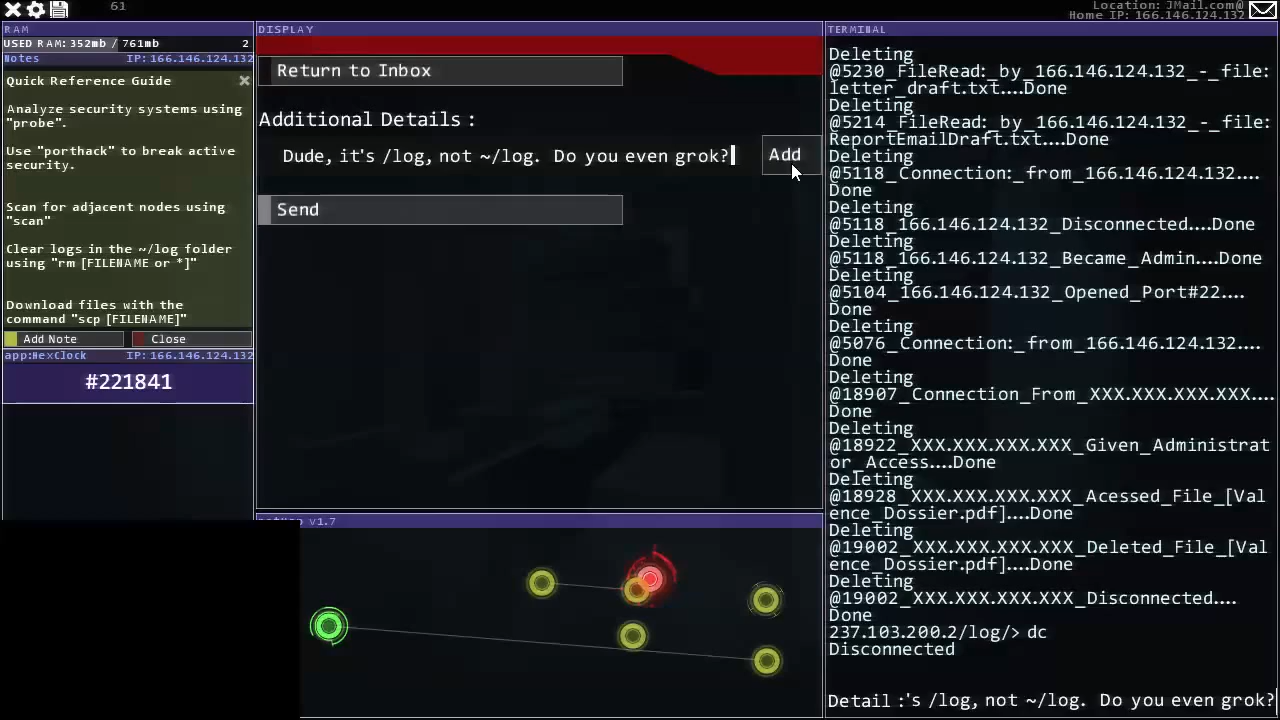 61
Location: JMail.com@
Home IP: 166.146.124.132
RAM
USED RAM: 352mb / 761mb 2
Notes IP: 166.146.124.132
Quick Reference Guide
Analyze security systems using
"probe".
Use "porthack" to break active
security.
Scan for adjacent nodes using
"scan"
Clear logs in the ~/log folder
using "rm [FILENAME or *]"
Download files with the
command "scp [FILENAME]"
Add Note Close
app:HexClock IP: 166.146.124.132
#221841
DISPLAY
Return to Inbox
Additional Details :
Dude, it's /log, not ~/log. Do you even grok?
Add
Send
v1.7
TERMINAL
Deleting
@5230_FileRead:_by_166.146.124.132_-_file:
letter_draft.txt....Done
Deleting
@5214_FileRead:_by_166.146.124.132_-_file:
ReportEmailDraft.txt....Done
Deleting
@5118_Connection:_from_166.146.124.132....
Done
Deleting
@5118_166.146.124.132_Disconnected....Done
Deleting
@5118_166.146.124.132_Became_Admin....Done
Deleting
@5104_166.146.124.132_Opened_Port#22....
Done
Deleting
@5076_Connection:_from_166.146.124.132....
Done
Deleting
@18907_Connection_From_XXX.XXX.XXX.XXX....
Done
Deleting
@18922_XXX.XXX.XXX.XXX_Given_Administrat
or_Access....Done
Deleting
@18928_XXX.XXX.XXX.XXX_Acessed_File_[Val
ence_Dossier.pdf]....Done
Deleting
@19002_XXX.XXX.XXX.XXX_Deleted_File_[Val
ence_Dossier.pdf]....Done
Deleting
@19002_XXX.XXX.XXX.XXX_Disconnected....
Done
237.103.200.2/log/> dc
Disconnected
Detail :'s /log, not ~/log. Do you even grok?